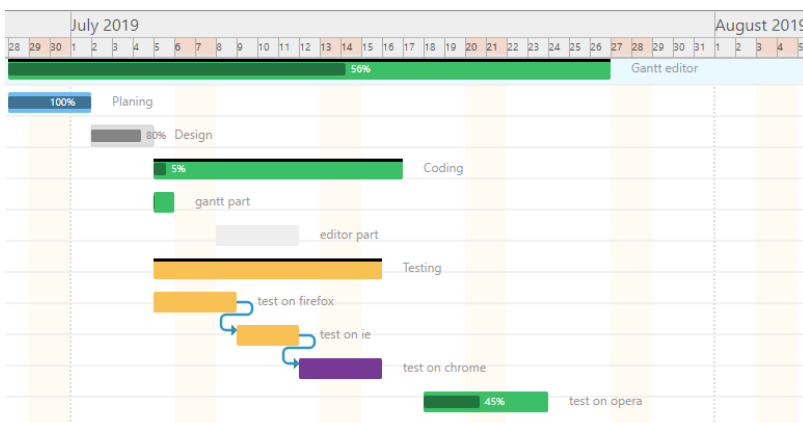 July 2019 August 2019
28 29 30 1 2 3 4 5 6 7 8 9 10 11 12 13 14 15 16 17 18 19 20 21 22 23 24 25 26 27 28 29 30 31 1 2 3 4 5
56% Gantt editor
100% Planing
80% Design
5% Coding
gantt part
editor part
Testing
test on firefox
test on ie
test on chrome
45% test on opera